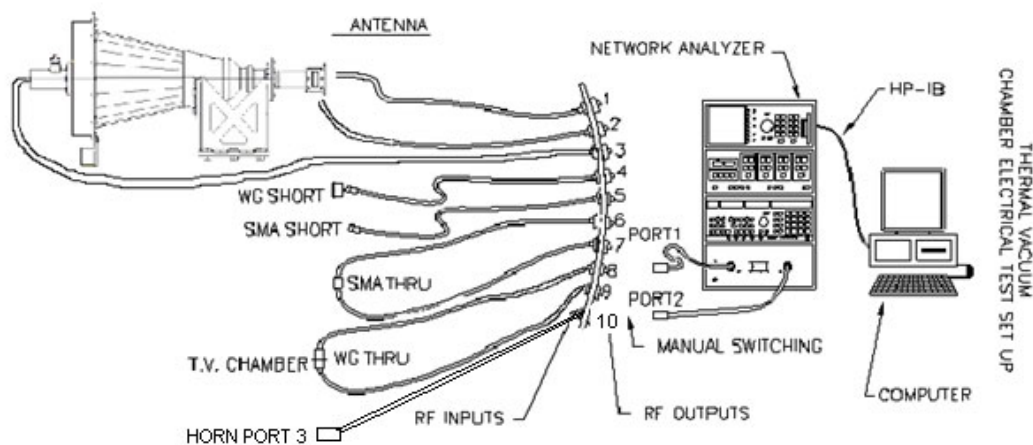 ANTENNA
NETWORK ANALYZER
HP-IB
THERMAL VACUUM
CHAMBER ELECTRICAL TEST SET UP
1
2
3
4
WG SHORT
5
SMA SHORT
6
PORT1
7
SMA THRU
8
9
PORT2
10
MANUAL SWITCHING
T.V. CHAMBER
WG THRU
COMPUTER
RF INPUTS
RF OUTPUTS
HORN PORT 3